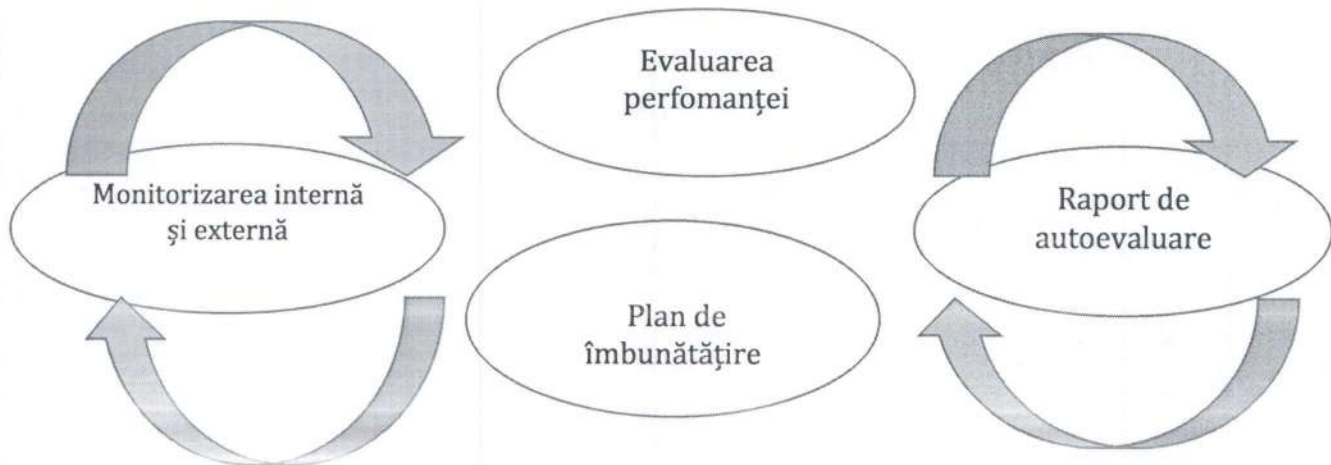 Evaluarea
perfomanței
Monitorizarea internă
și externă
Raport de
autoevaluare
Plan de
îmbunătățire